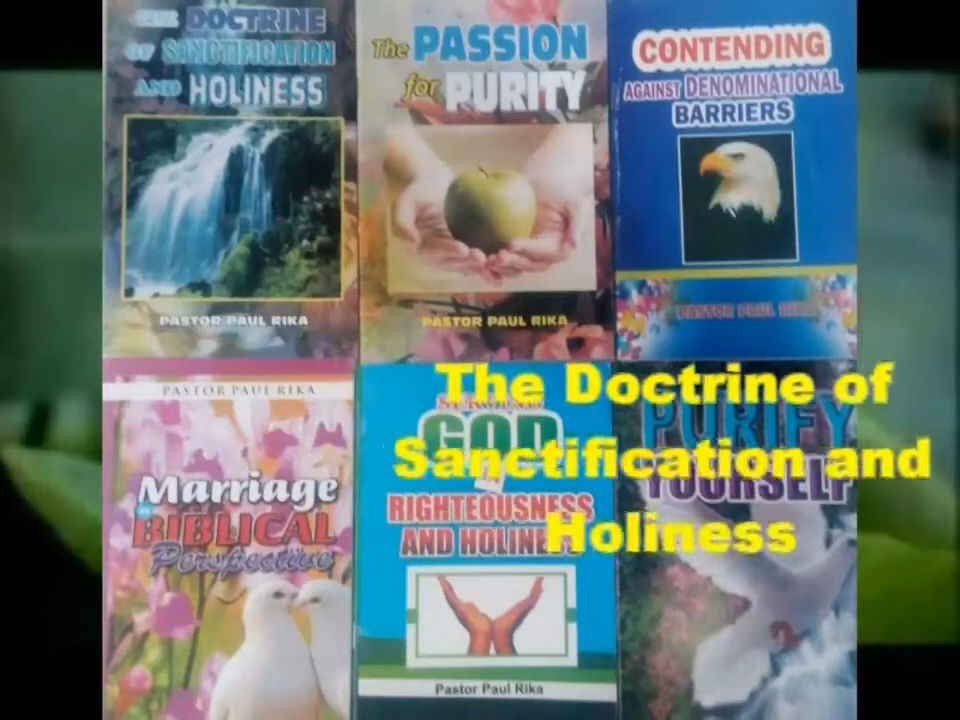 THE DOCTRINE
OF SANCTIFICATION
AND HOLINESS
PASTOR PAUL RIKA
The PASSION
for PURITY
PASTOR PAUL RIKA
CONTENDING
AGAINST DENOMINATIONAL
BARRIERS
PASTOR PAUL RIKA
PASTOR PAUL RIKA
Marriage
BIBLICAL
Perspective
GOD
RIGHTEOUSNESS
AND HOLINESS
Pastor Paul Rika
PURIFY
YOURSELF
The Doctrine of
Sanctification and
Holiness